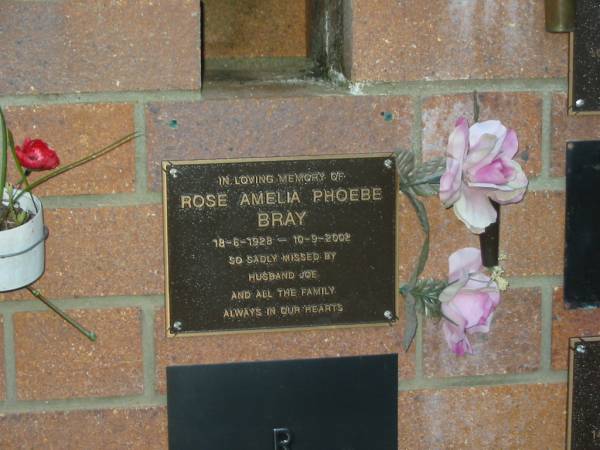 IN LOVING MEMORY OF
ROSE AMELIA PHOEBE
BRAY
18-6-1928 — 10-9-2002
SO SADLY MISSED BY
HUSBAND JOE
AND ALL THE FAMILY
ALWAYS IN OUR HEARTS
R